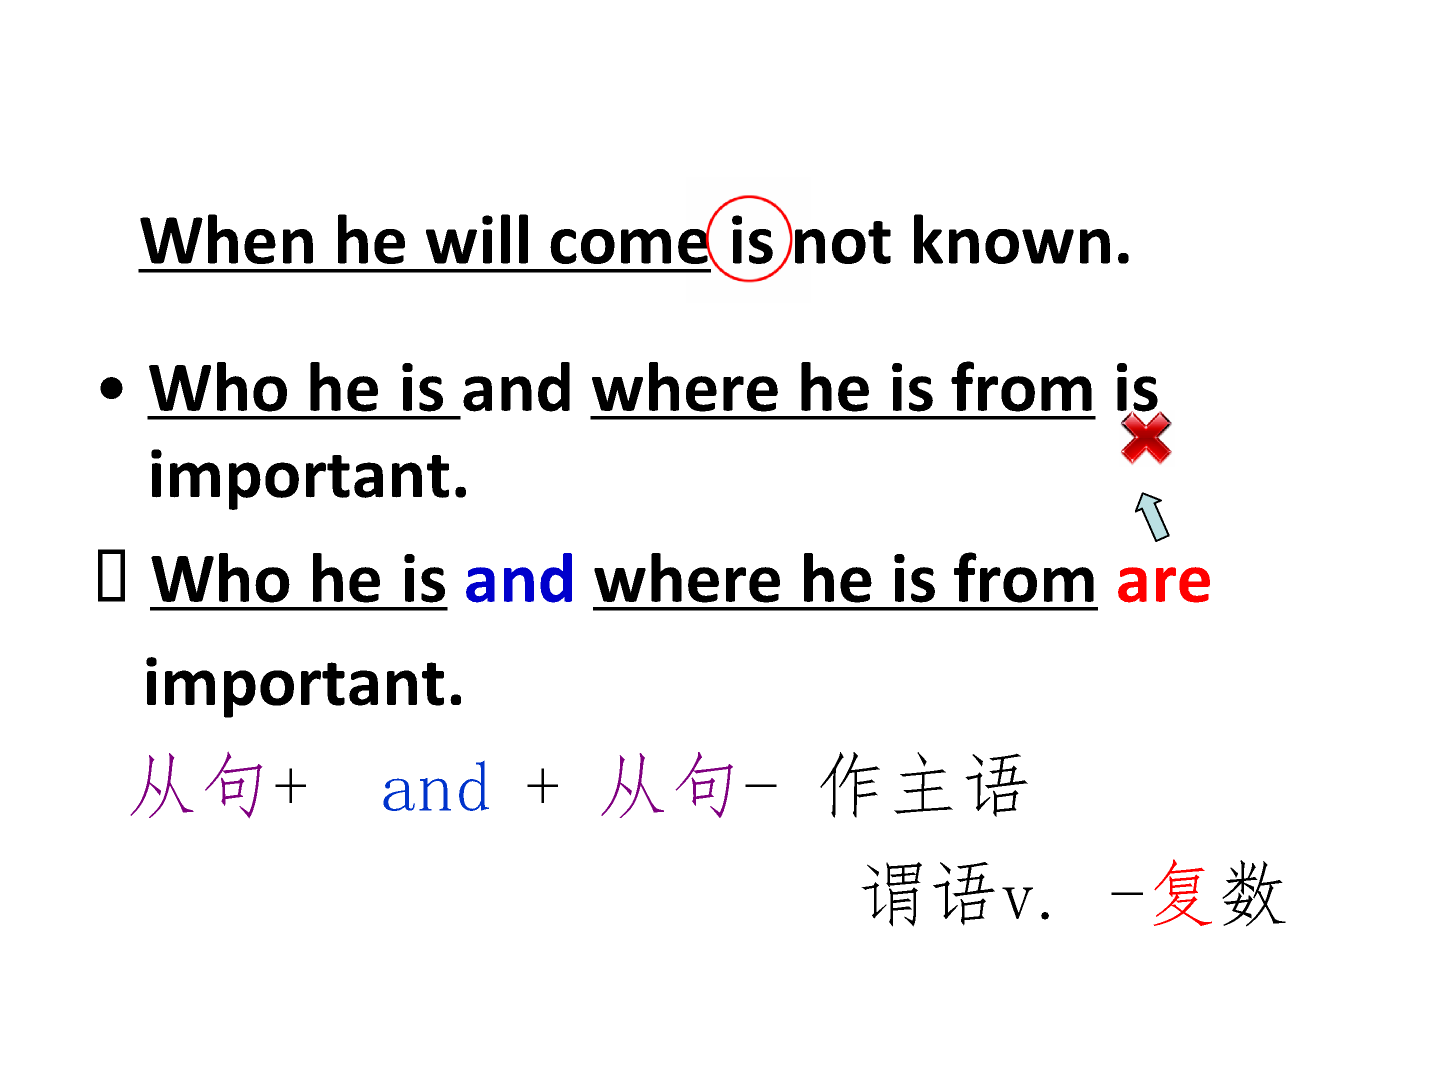 When he will come is not known.
• Who he is and where he is from is
important.
Who he is and where he is from are
important.
从句+ and + 从句- 作主语
谓语v. -复数